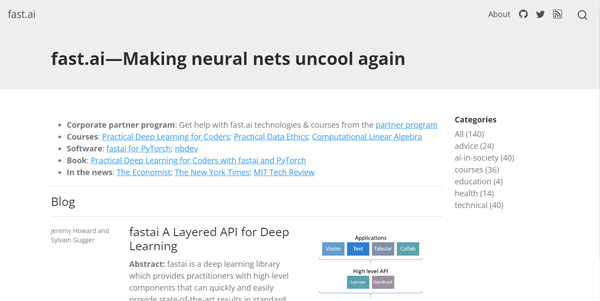 fast.ai
About
fast.ai—Making neural nets uncool again
Corporate partner program: Get help with fast.ai technologies & courses from the partner program
Courses: Practical Deep Learning for Coders; Practical Data Ethics; Computational Linear Algebra
Software: fastai for PyTorch; nbdev
Book: Practical Deep Learning for Coders with fastai and PyTorch
In the news: The Economist; The New York Times; MIT Tech Review
Categories
All (140)
advice (24)
ai-in-society (40)
courses (36)
education (4)
health (14)
technical (40)
Blog
Jeremy Howard and
Sylvain Gugger
fastai A Layered API for Deep
Learning
Abstract: fastai is a deep learning library
which provides practitioners with high-level
components that can quickly and easily
provide state-of-the-art results in standard
Applications
Vision Text Tabular Collab
High level API
Learner DataBlock